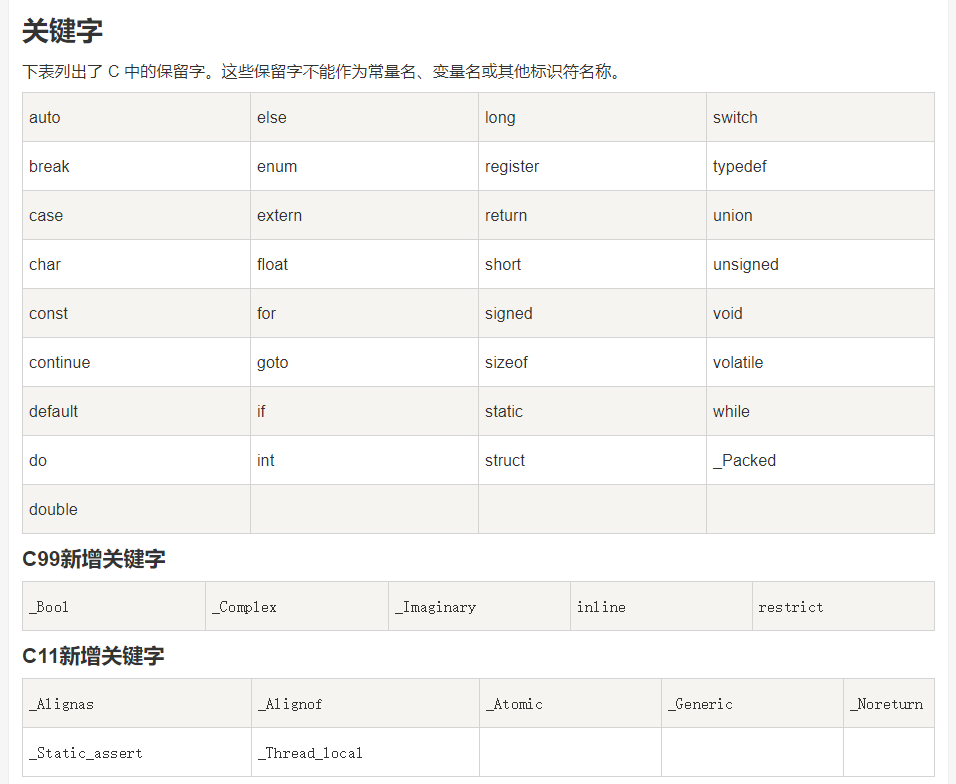 关键字
下表列出了 C 中的保留字。这些保留字不能作为常量名、变量名或其他标识符名称。
auto else long switch
break enum register typedef
case extern return union
char float short unsigned
const for signed void
continue goto sizeof volatile
default if static while
do int struct _Packed
double
C99新增关键字
_Bool _Complex _Imaginary inline restrict
C11新增关键字
_Alignas _Alignof _Atomic _Generic _Noreturn
_Static_assert _Thread_local